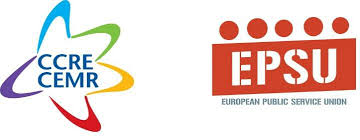 CCRE
CEMR
EPSU
EUROPEAN PUBLIC SERVICE UNION